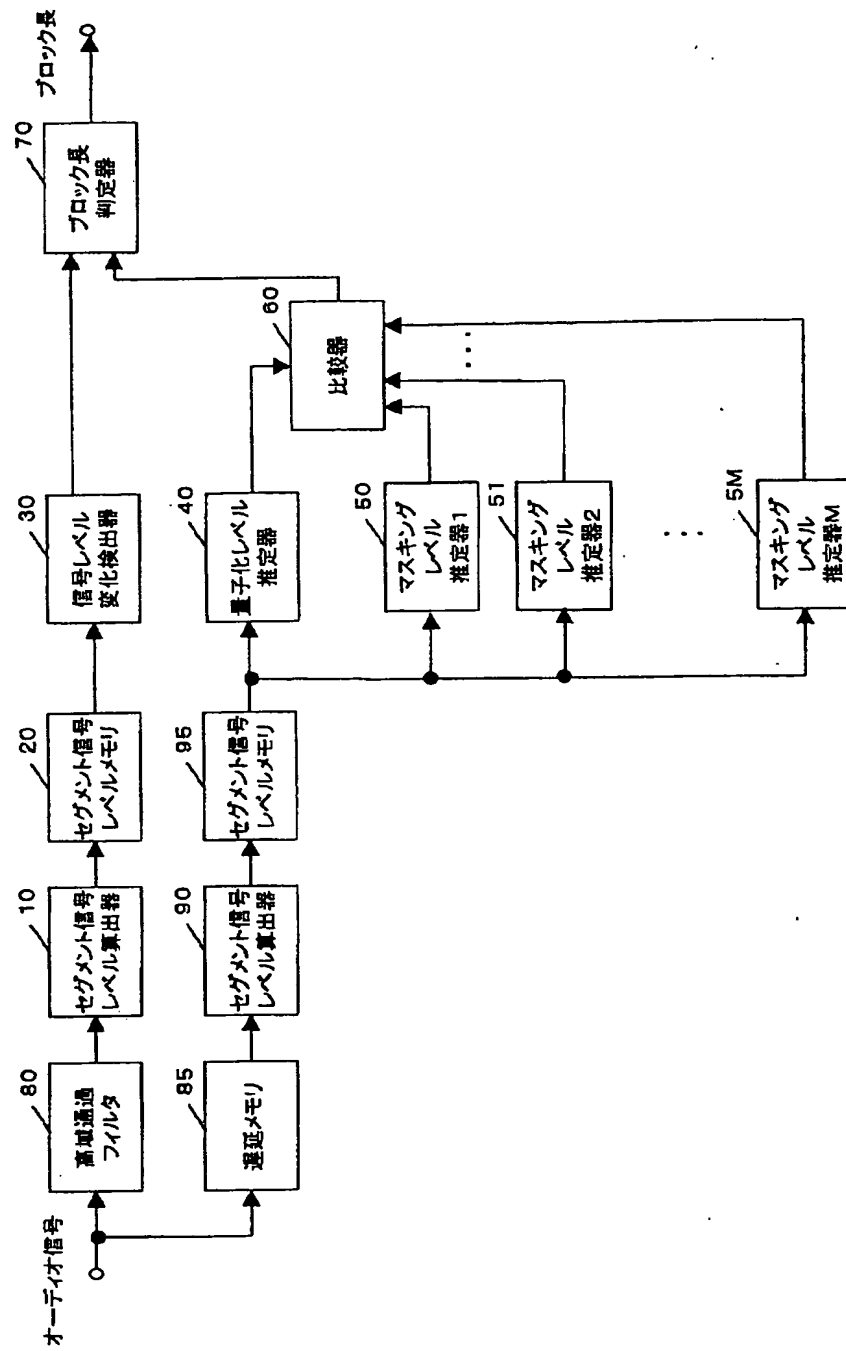 オーディオ信号
80
高域通過
フィルタ
10
セグメント信号
レベル算出器
20
セグメント信号
レベルメモリ
30
信号レベル
変化検出器
70
ブロック長
判定器
ブロック長
85
遅延メモリ
90
セグメント信号
レベル算出器
95
セグメント信号
レベルメモリ
40
量子化レベル
推定器
60
比較器
50
マスキング
レベル
推定器1
51
マスキング
レベル
推定器2
5M
マスキング
レベル
推定器M